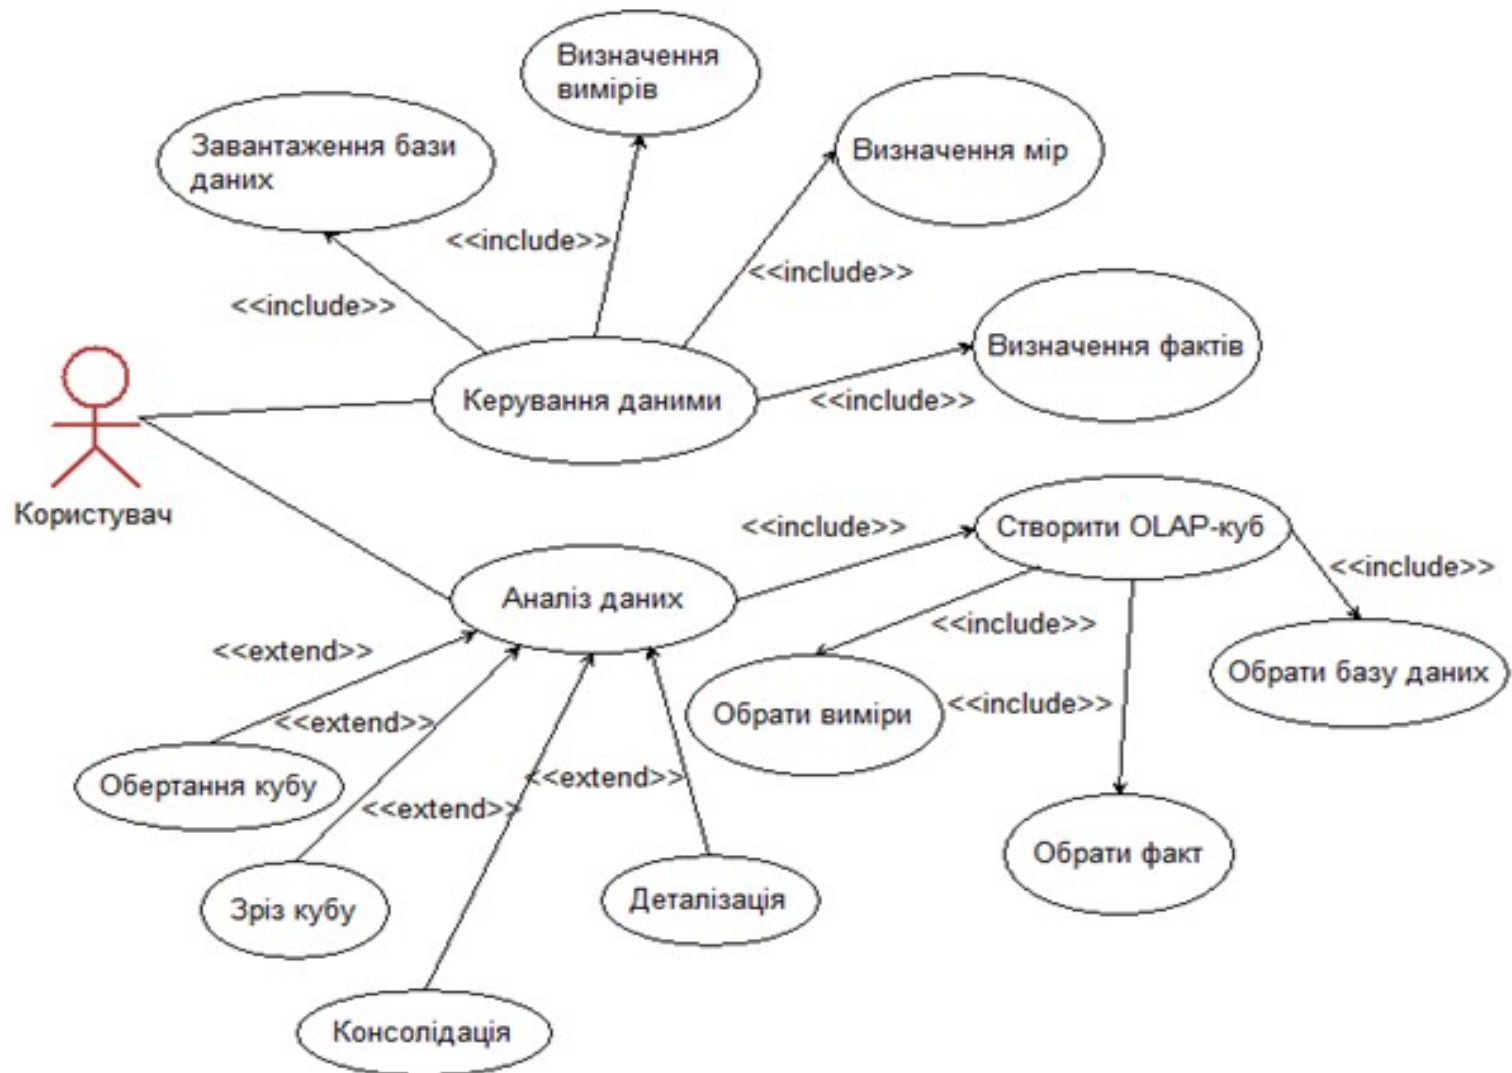 Визначення
вимірів
Завантаження бази
даних
Визначення мір
<<include>>
<<include>>
<<include>>
Визначення фактів
Керування даними
<<include>>
Користувач
<<include>>
Створити OLAP-куб
<<include>>
Аналіз даних
<<include>>
<<extend>>
Обрати базу даних
<<include>>
Обрати виміри
<<extend>>
<<extend>>
Обертання кубу
<<extend>>
Обрати факт
Деталізація
Зріз кубу
Консолідація